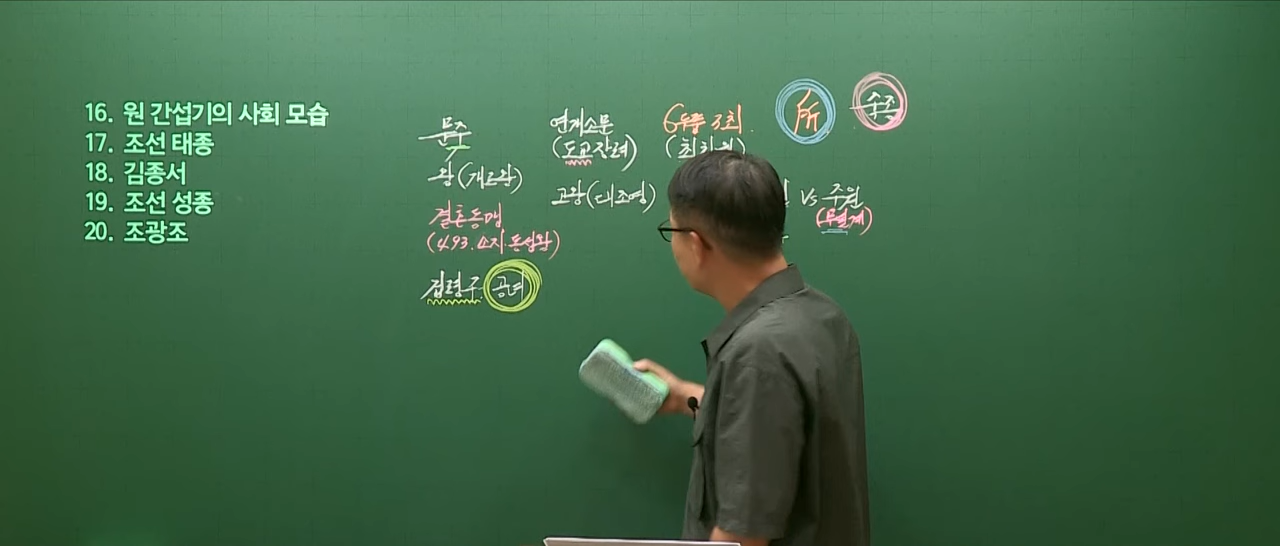 16. 원 간섭기의 사회 모습
17. 조선 태종
18. 김종서
19. 조선 성종
20. 조광조
문주
왕(개로왕)
결혼동맹
(493. 소지.동성왕)
겁령구. 공녀
연개소문
(도교장려)
고왕(대조영)
6두품 3최.
(최치원)
所
숙종
vs 주원
(무열계)